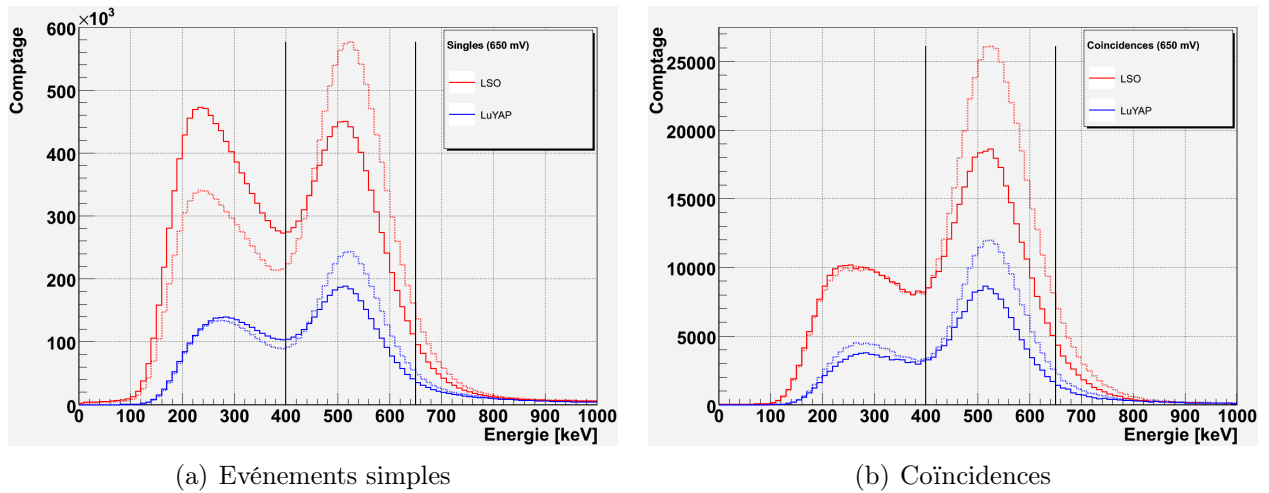 ×10³
600
500
400
300
200
100
0
Comptage
Singles (650 mV)
LSO
LuYAP
0 100 200 300 400 500 600 700 800 900 1000
Energie [keV]
(a) Evénements simples
25000
20000
15000
10000
5000
0
Comptage
Coincidences (650 mV)
LSO
LuYAP
0 100 200 300 400 500 600 700 800 900 1000
Energie [keV]
(b) Coïncidences